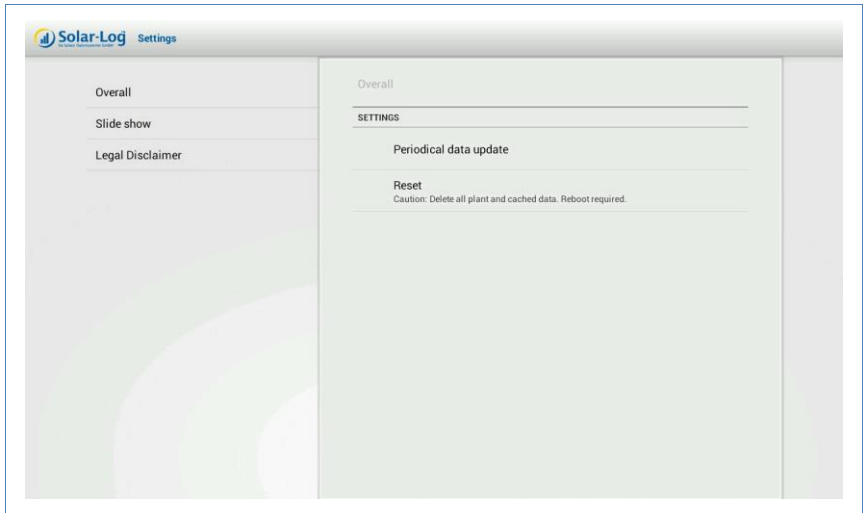 Solar-Log Settings
Overall
Slide show
Legal Disclaimer
Overall
SETTINGS
Periodical data update
Reset
Caution: Delete all plant and cached data. Reboot required.